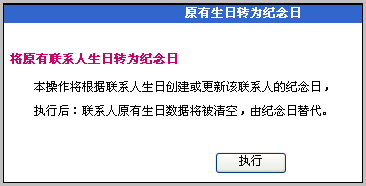 原有生日转为纪念日
将原有联系人生日转为纪念日
本操作将根据联系人生日创建或更新该联系人的纪念日，
执行后：联系人原有生日数据将被清空，由纪念日替代。
执行